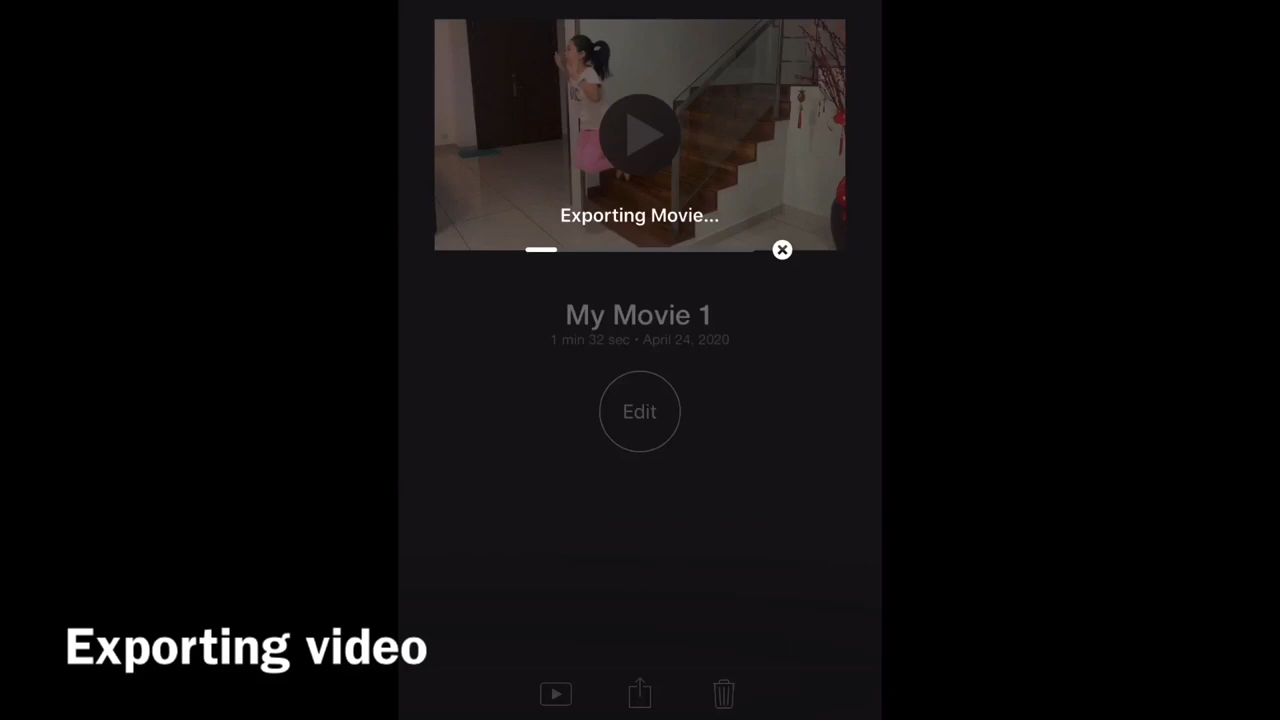 Exporting Movie...
My Movie 1
1 min 32 sec • April 24, 2020
Edit
Exporting video